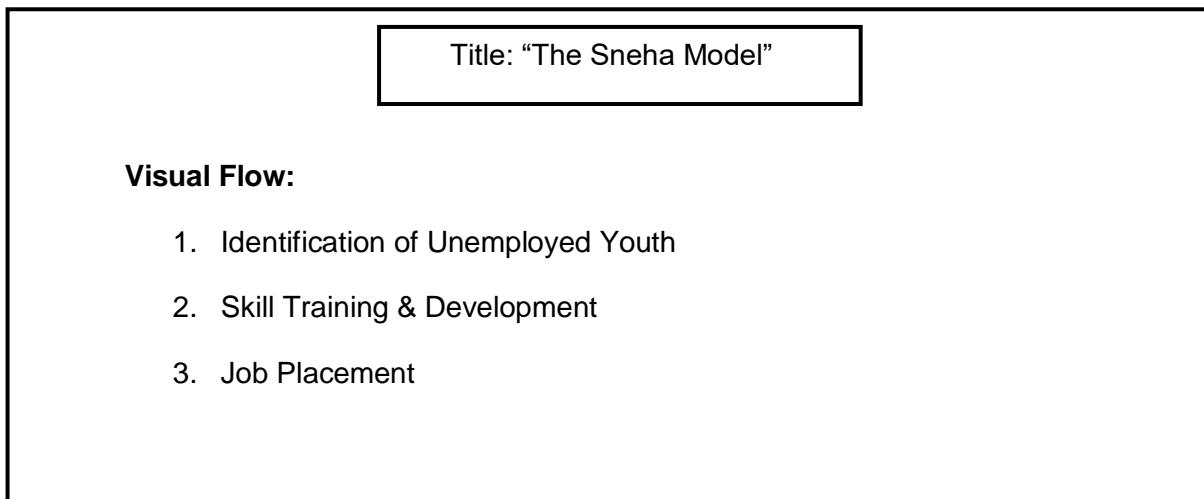 Title: “The Sneha Model”
Visual Flow:
1. Identification of Unemployed Youth
2. Skill Training & Development
3. Job Placement